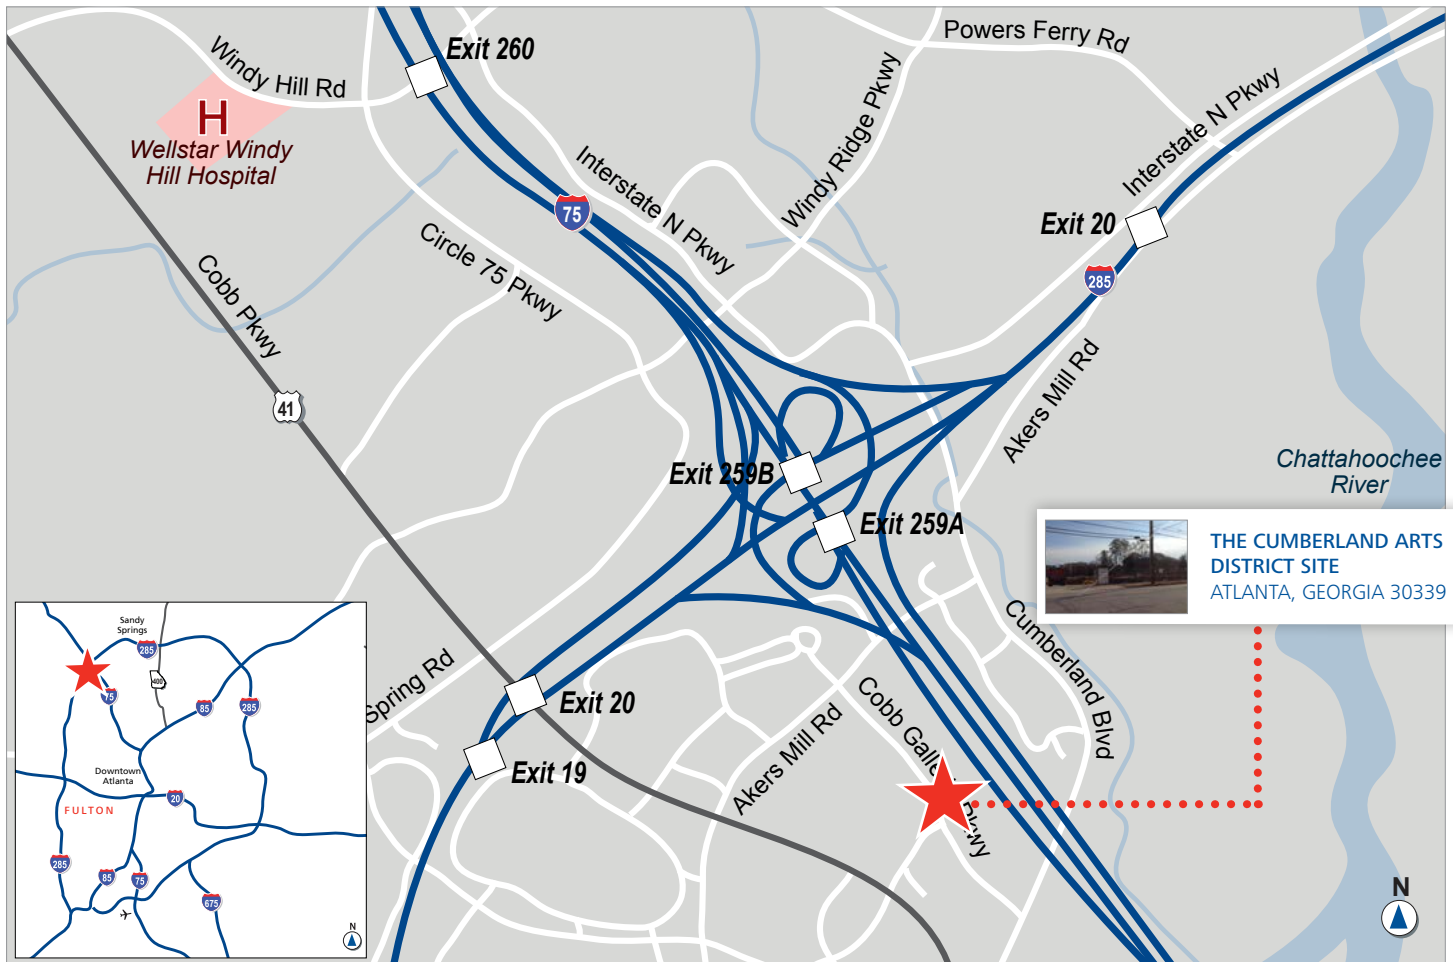 Powers Ferry Rd
Exit 260
Windy Hill Rd
H
Wellstar Windy
Hill Hospital
Windy Ridge Pkwy
Interstate N Pkwy
Interstate N Pkwy
75
Exit 20
285
Circle 75 Pkwy
Cobb Pkwy
41
Akers Mill Rd
Exit 259B
Chattahoochee
River
Exit 259A
THE CUMBERLAND ARTS
DISTRICT SITE
ATLANTA, GEORGIA 30339
Cumberland Blvd
Spring Rd
Exit 20
Exit 19
Akers Mill Rd
Cobb Galle Pkwy
N
Sandy
Springs
285
400
75
85
285
Downtown
Atlanta
20
FULTON
285
85
75
675
N